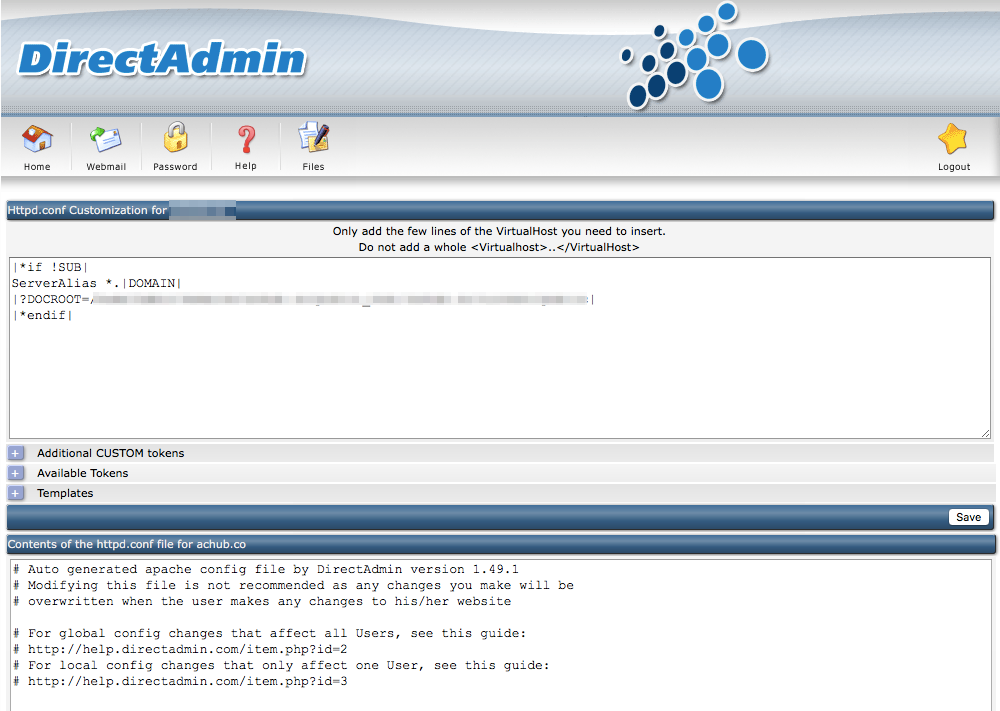 DirectAdmin
Home
Webmail
Password
Help
Files
Logout
Httpd.conf Customization for
Only add the few lines of the VirtualHost you need to insert.
Do not add a whole <Virtualhost>..</VirtualHost>
|*if !SUB|
ServerAlias *.|DOMAIN|
|?DOCROOT=/ |
|*endif|
+ Additional CUSTOM tokens
+ Available Tokens
+ Templates
Save
Contents of the httpd.conf file for achub.co
# Auto generated apache config file by DirectAdmin version 1.49.1
# Modifying this file is not recommended as any changes you make will be
# overwritten when the user makes any changes to his/her website
# For global config changes that affect all Users, see this guide:
# http://help.directadmin.com/item.php?id=2
# For local config changes that only affect one User, see this guide:
# http://help.directadmin.com/item.php?id=3